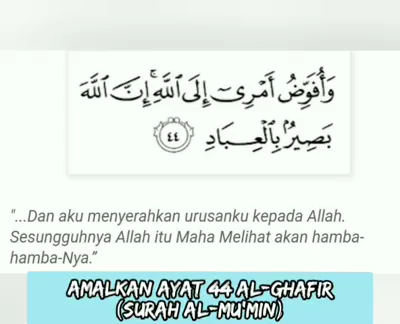 وَأُفَوِّضُ أَمْرِىٓ إِلَى ٱللَّهِ ۚ إِنَّ ٱللَّهَ
بَصِيرٌۢ بِٱلْعِبَادِ ٤٤
"...Dan aku menyerahkan urusanku kepada Allah.
Sesungguhnya Allah itu Maha Melihat akan hamba-
hamba-Nya.”
AMALKAN AYAT 44 AL-GHAFIR
(SURAH AL-MU'MIN)